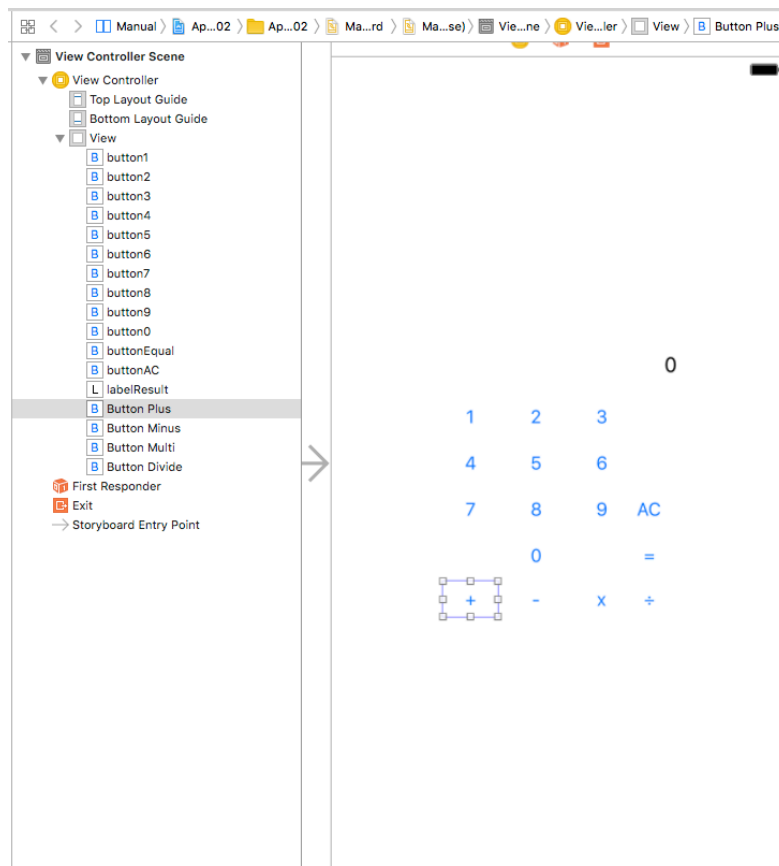 Manual 〉 Ap...02 〉 Ap...02 〉 Ma...rd 〉 Ma...se) 〉 Vie...ne 〉 Vie...ler 〉 View 〉 B Button Plus
View Controller Scene
View Controller
Top Layout Guide
Bottom Layout Guide
View
B button1
B button2
B button3
B button4
B button5
B button6
B button7
B button8
B button9
B button0
B buttonEqual
B buttonAC
L labelResult
B Button Plus
B Button Minus
B Button Multi
B Button Divide
First Responder
Exit
Storyboard Entry Point
0
1 2 3
4 5 6
7 8 9 AC
0 =
+ - x ÷